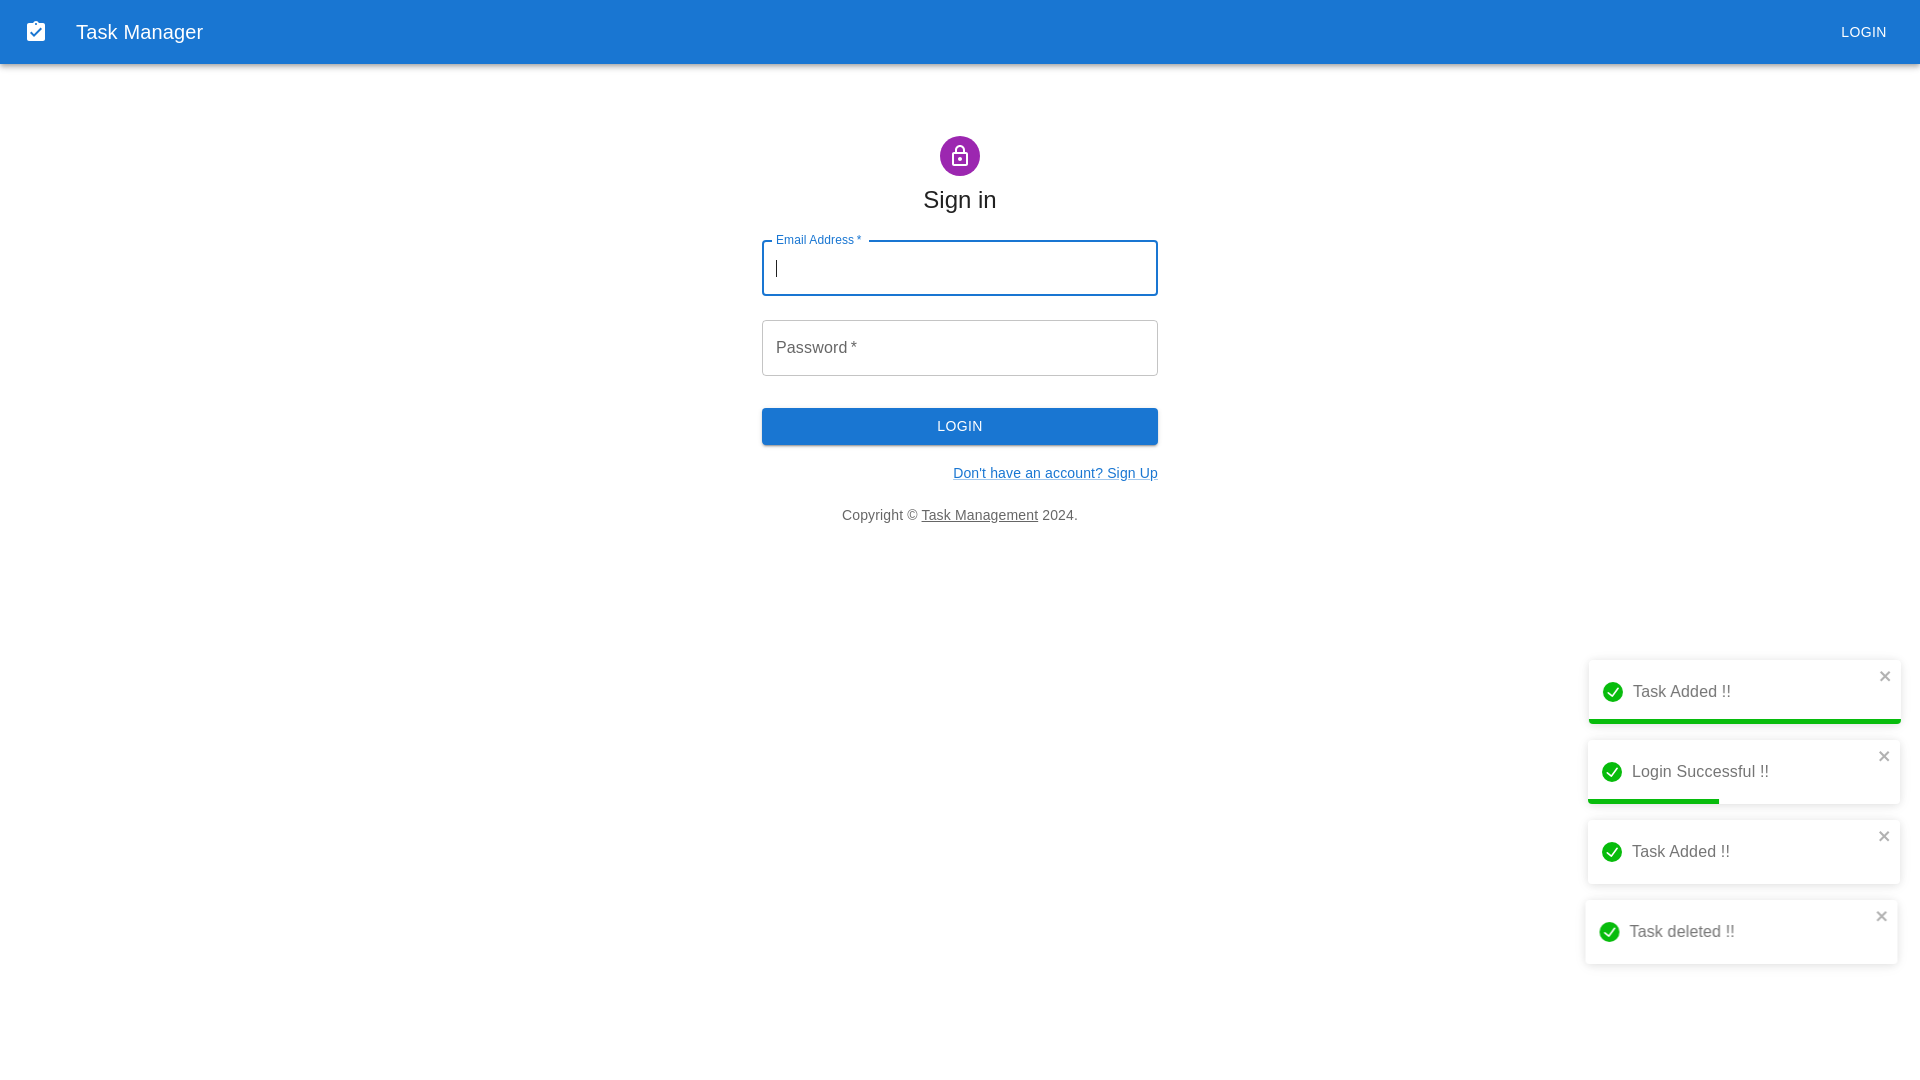 Task Manager
LOGIN
Sign in
Email Address *
Password *
LOGIN
Don't have an account? Sign Up
Copyright © Task Management 2024.
Task Added !!
Login Successful !!
Task Added !!
Task deleted !!